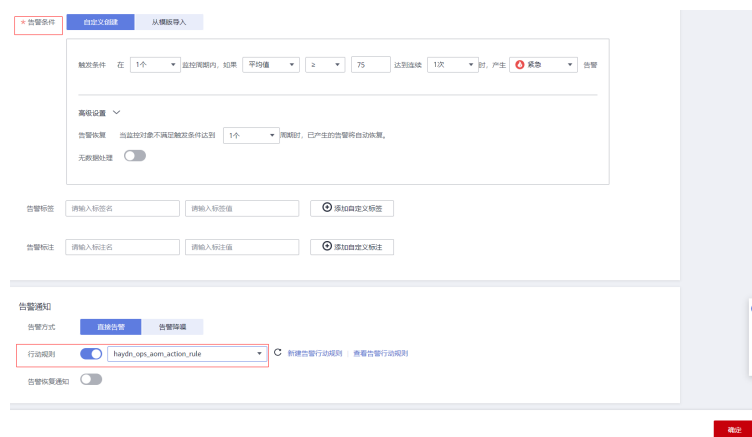 * 告警条件 自定义创建 从模版导入
触发条件 在 1个 监控周期内，如果 平均值 ≥ 75 达到连续 1次 时，产生 紧急 告警
高级设置
告警恢复 当监控对象不满足触发条件达到 1个 周期时，已产生的告警将自动恢复。
无数据处理
告警标签 请输入标签名 请输入标签值 添加自定义标签
告警标注 请输入标注名 请输入标注值 添加自定义标注
告警通知
告警方式 直接告警 告警降噪
行动规则 haydn_ops_aom_action_rule 新建告警行动规则 | 查看告警行动规则
告警恢复通知
确定